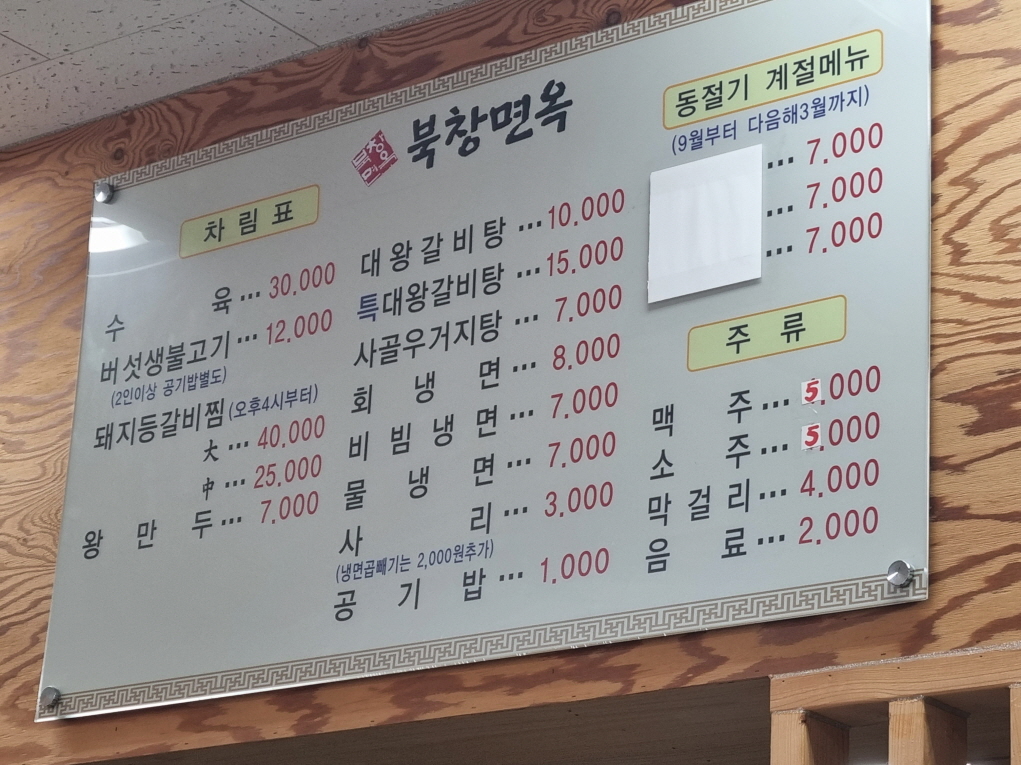 북창면옥
북창면옥
차림표
수육 ··· 30,000
버섯생불고기 ··· 12,000
(2인이상 공기밥별도)
돼지등갈비찜 (오후4시부터)
大 ··· 40,000
中 ··· 25,000
왕만두 ··· 7,000
대왕갈비탕 ··· 10,000
특대왕갈비탕 ··· 15,000
사골우거지탕 ··· 7,000
회냉면 ··· 8,000
비빔냉면 ··· 7,000
물냉면 ··· 7,000
사리 ··· 3,000
(냉면곱빼기는 2,000원추가)
공기밥 ··· 1,000
동절기 계절메뉴
(9월부터 다음해3월까지)
··· 7,000
··· 7,000
··· 7,000
주류
맥주 ··· 5,000
소주 ··· 5,000
막걸리 ··· 4,000
음료 ··· 2,000